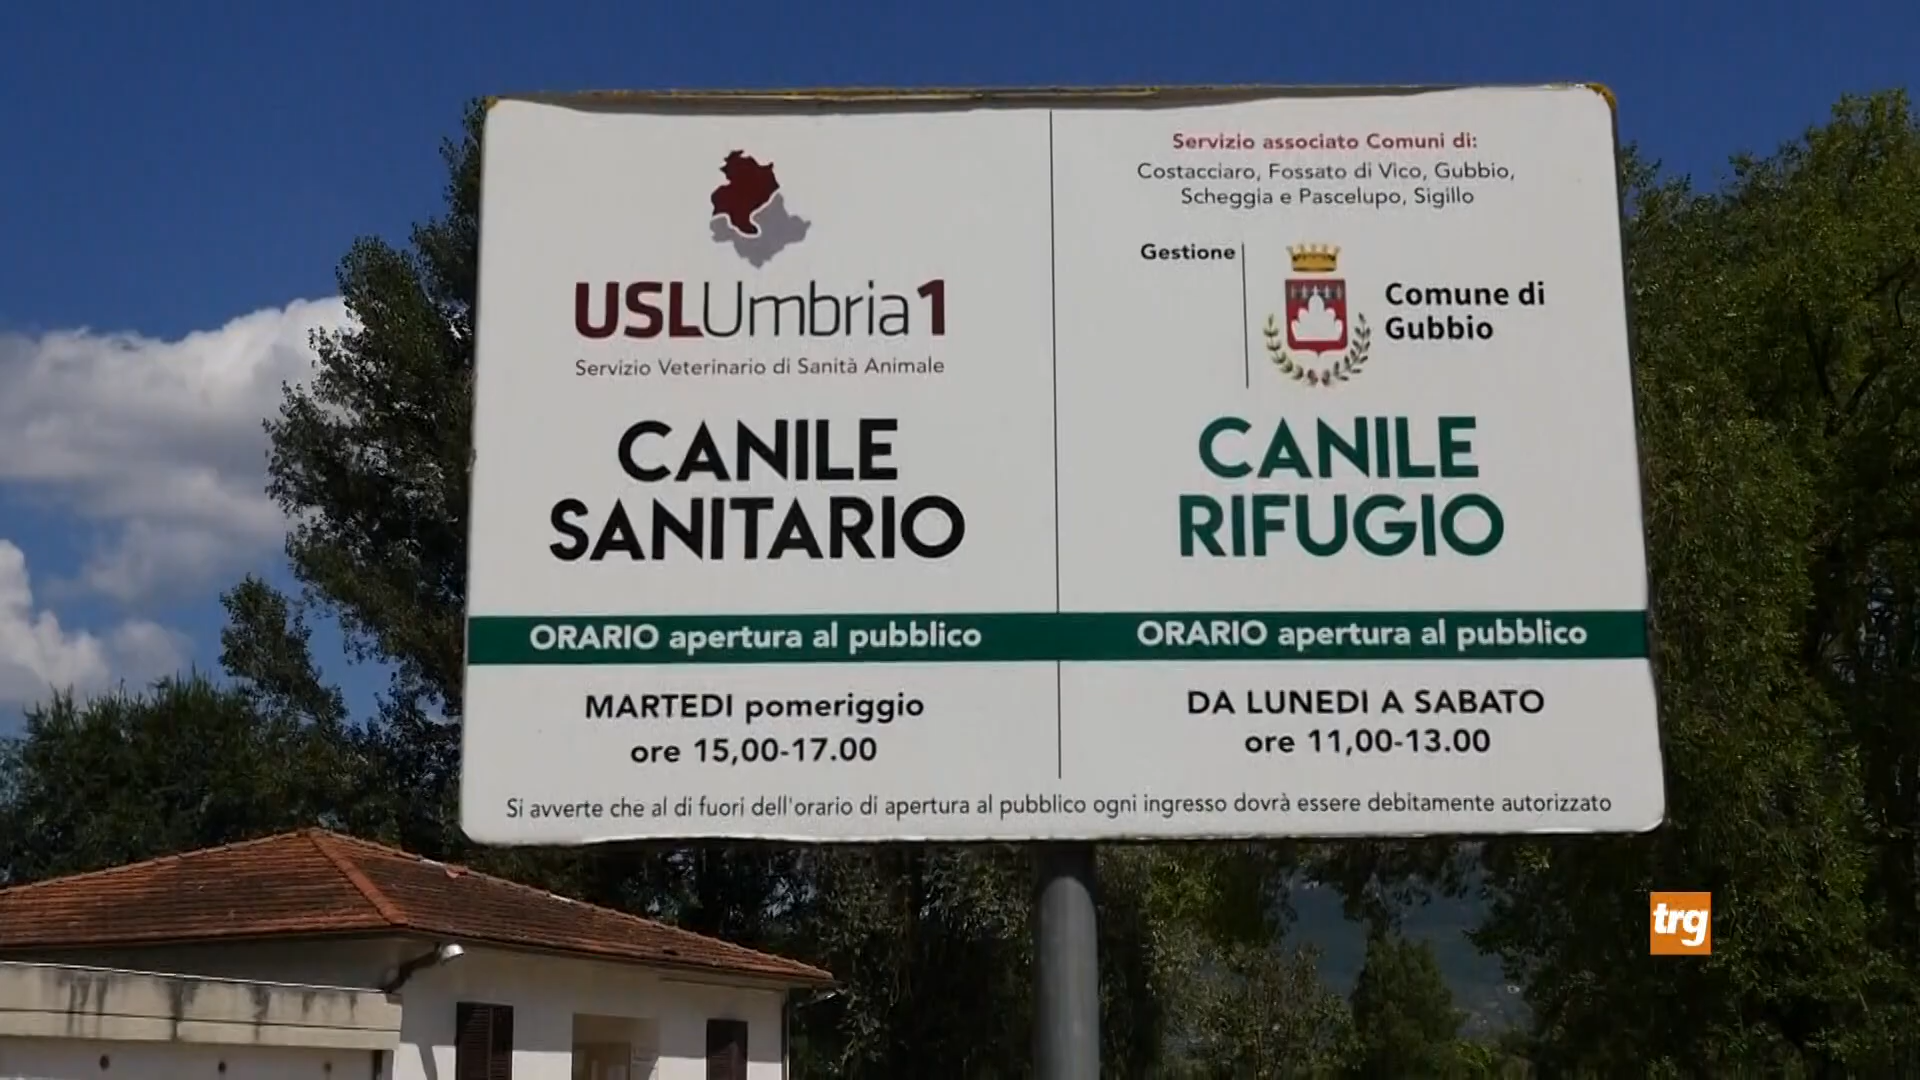 USLUmbria1
Servizio Veterinario di Sanità Animale
CANILE
SANITARIO
ORARIO apertura al pubblico
MARTEDI pomeriggio
ore 15,00-17.00
Servizio associato Comuni di:
Costacciaro, Fossato di Vico, Gubbio,
Scheggia e Pascelupo, Sigillo
Gestione
Comune di
Gubbio
CANILE
RIFUGIO
ORARIO apertura al pubblico
DA LUNEDI A SABATO
ore 11,00-13.00
Si avverte che al di fuori dell'orario di apertura al pubblico ogni ingresso dovrà essere debitamente autorizzato
trg